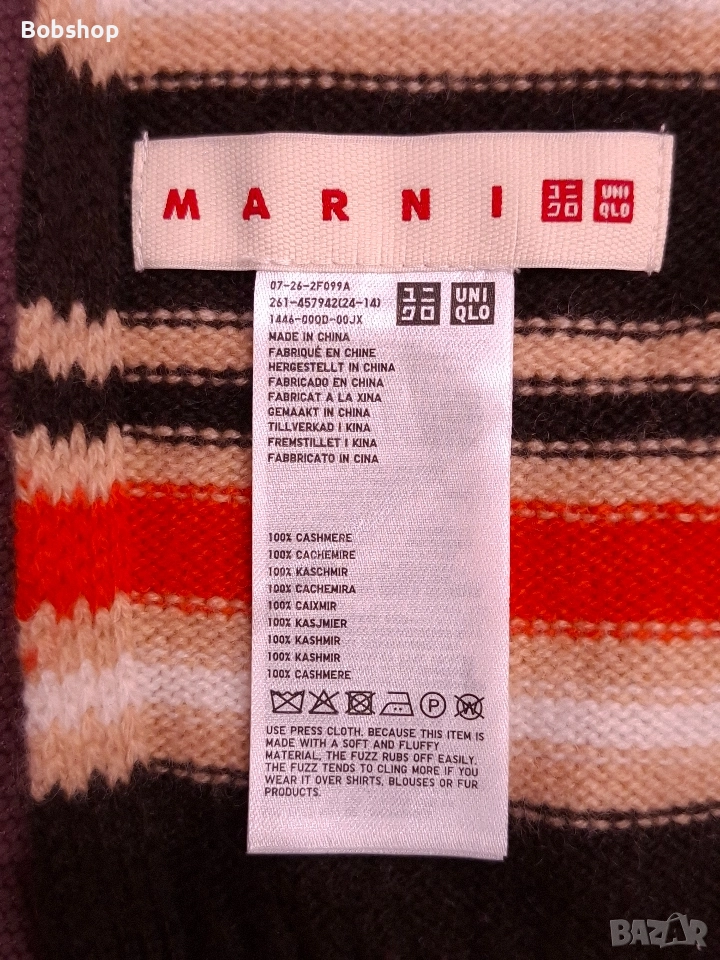 Bobshop
MARNI ユニクロ UNIQLO
07-26-2F099A
261-457942(24-14)
1446-00QD-00JX
ユニクロ UNIQLO
MADE IN CHINA
FABRIQUÉ EN CHINE
HERGESTELLT IN CHINA
FABRICADO EN CHINA
FABRICAT A LA XINA
GEMAAKT IN CHINA
TILLVERKAD I KINA
FREMSTILLET I KINA
FABBRICATO IN CINA
100% CASHMERE
100% CACHEMIRE
100% KASCHMIR
100% CACHEMIRA
100% CAIXMIR
100% KASJMIER
100% KASHMIR
100% KASHMIR
100% CASHMERE
P W
USE PRESS CLOTH. BECAUSE THIS ITEM IS
MADE WITH A SOFT AND FLUFFY
MATERIAL, THE FUZZ RUBS OFF EASILY.
THE FUZZ TENDS TO CLING MORE IF YOU
WEAR IT OVER SHIRTS, BLOUSES OR FUR
PRODUCTS.
BAZAR